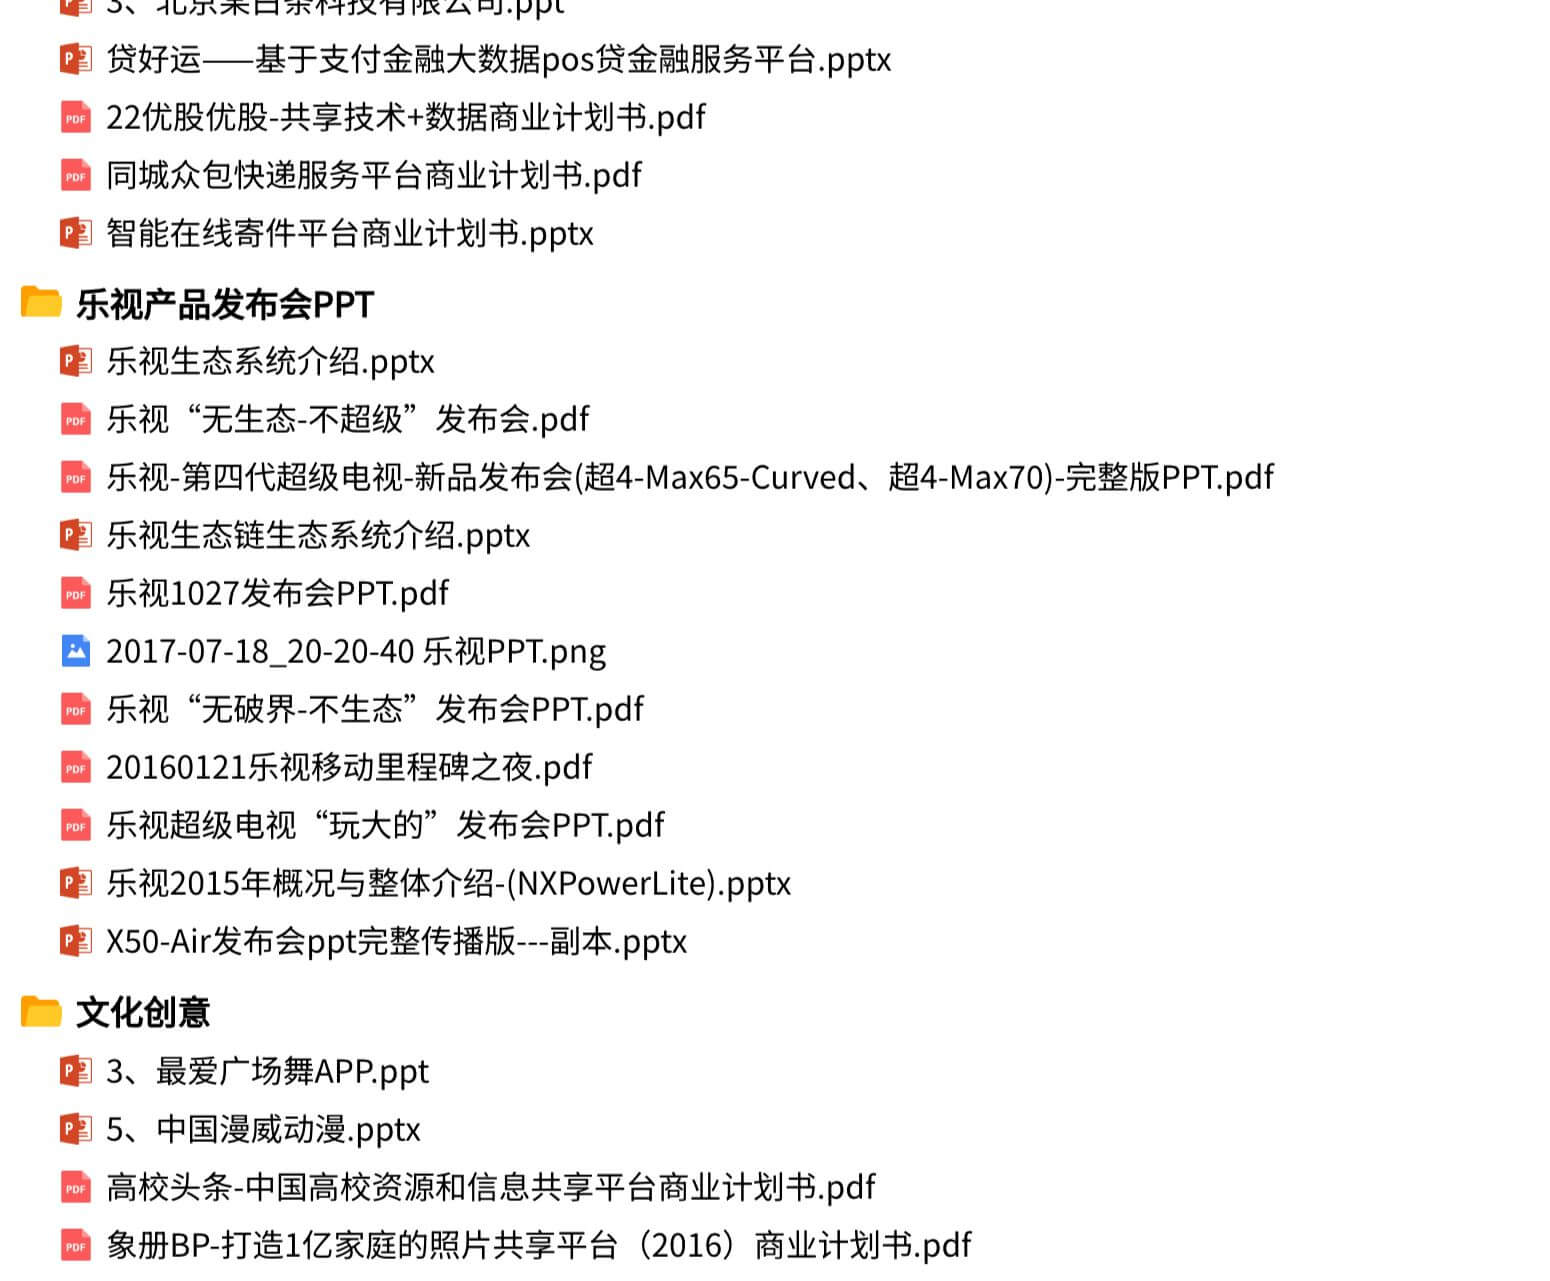 3、北京某白条科技有限公司.ppt
贷好运——基于支付金融大数据pos贷金融服务平台.pptx
22优股优股-共享技术+数据商业计划书.pdf
同城众包快递服务平台商业计划书.pdf
智能在线寄件平台商业计划书.pptx
乐视产品发布会PPT
乐视生态系统介绍.pptx
乐视“无生态-不超级”发布会.pdf
乐视-第四代超级电视-新品发布会(超4-Max65-Curved、超4-Max70)-完整版PPT.pdf
乐视生态链生态系统介绍.pptx
乐视1027发布会PPT.pdf
2017-07-18_20-20-40 乐视PPT.png
乐视“无破界-不生态”发布会PPT.pdf
20160121乐视移动里程碑之夜.pdf
乐视超级电视“玩大的”发布会PPT.pdf
乐视2015年概况与整体介绍-(NXPowerLite).pptx
X50-Air发布会ppt完整传播版---副本.pptx
文化创意
3、最爱广场舞APP.ppt
5、中国漫威动漫.pptx
高校头条-中国高校资源和信息共享平台商业计划书.pdf
象册BP-打造1亿家庭的照片共享平台（2016）商业计划书.pdf